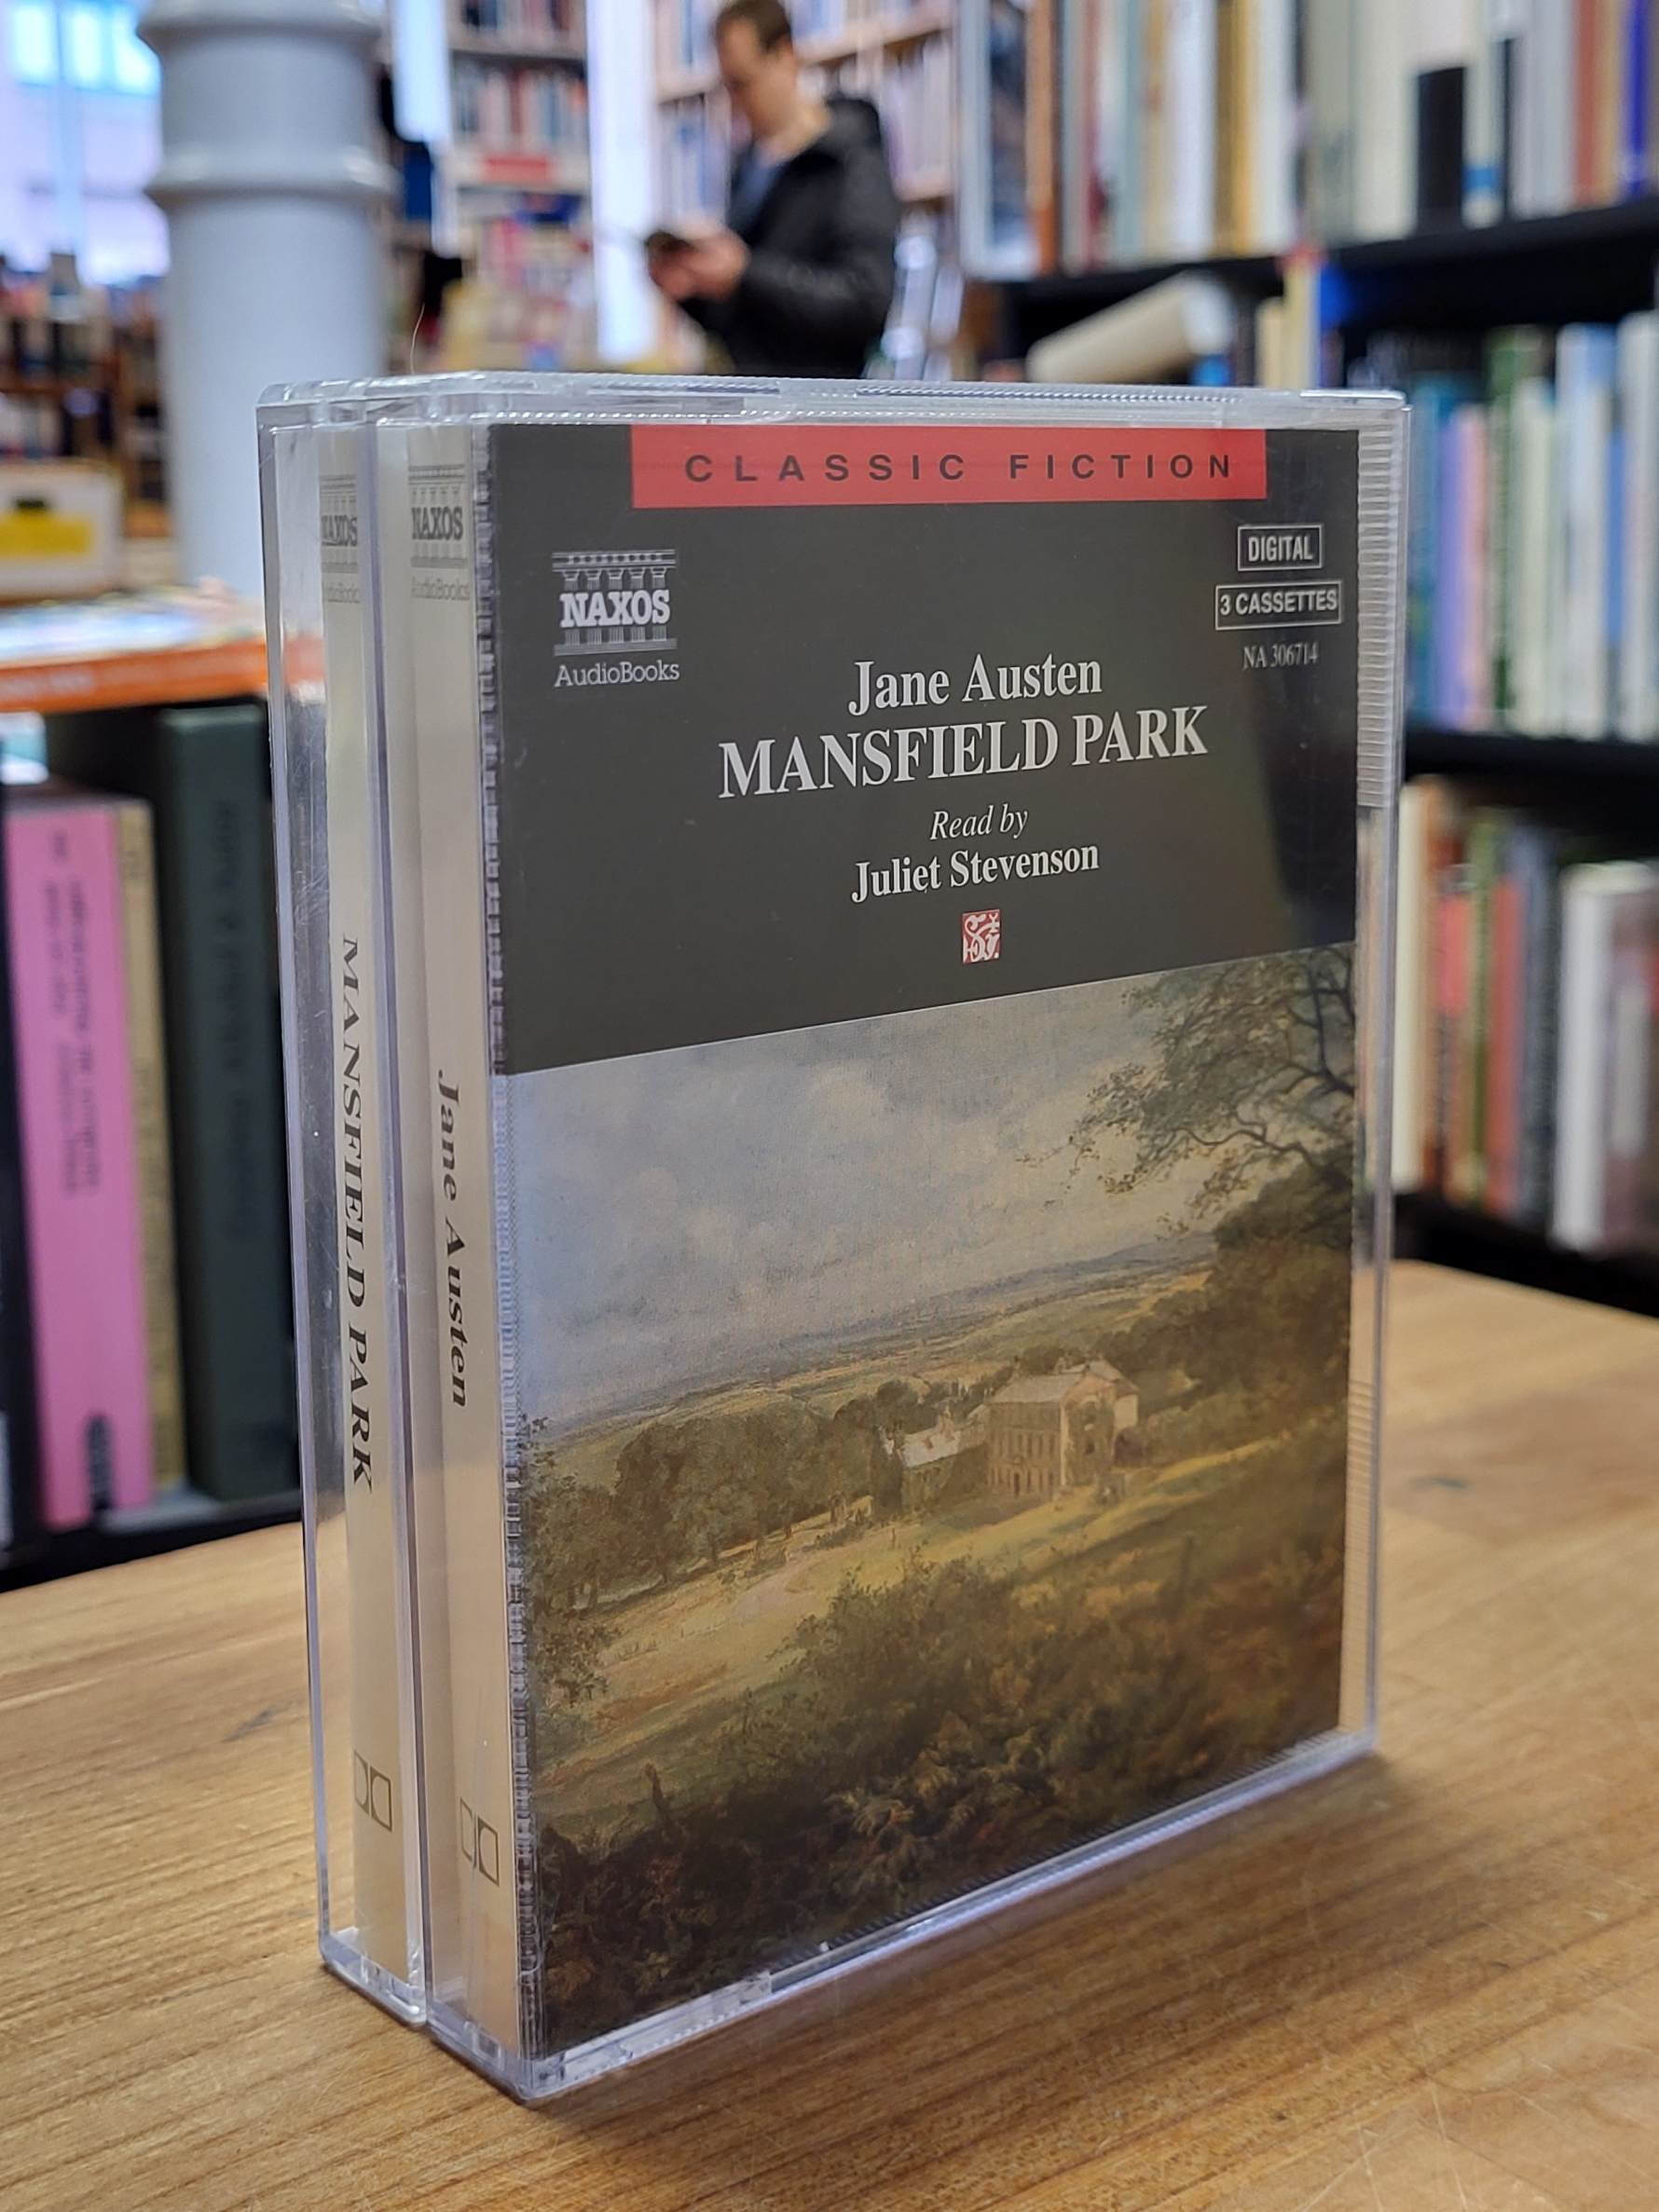 CLASSIC FICTION
NAXOS
AudioBooks
DIGITAL
3 CASSETTES
NA 306714
Jane Austen
MANSFIELD PARK
Read by
Juliet Stevenson
NAXOS
AudioBooks
MANSFIELD PARK
NAXOS
AudioBooks
Jane Austen